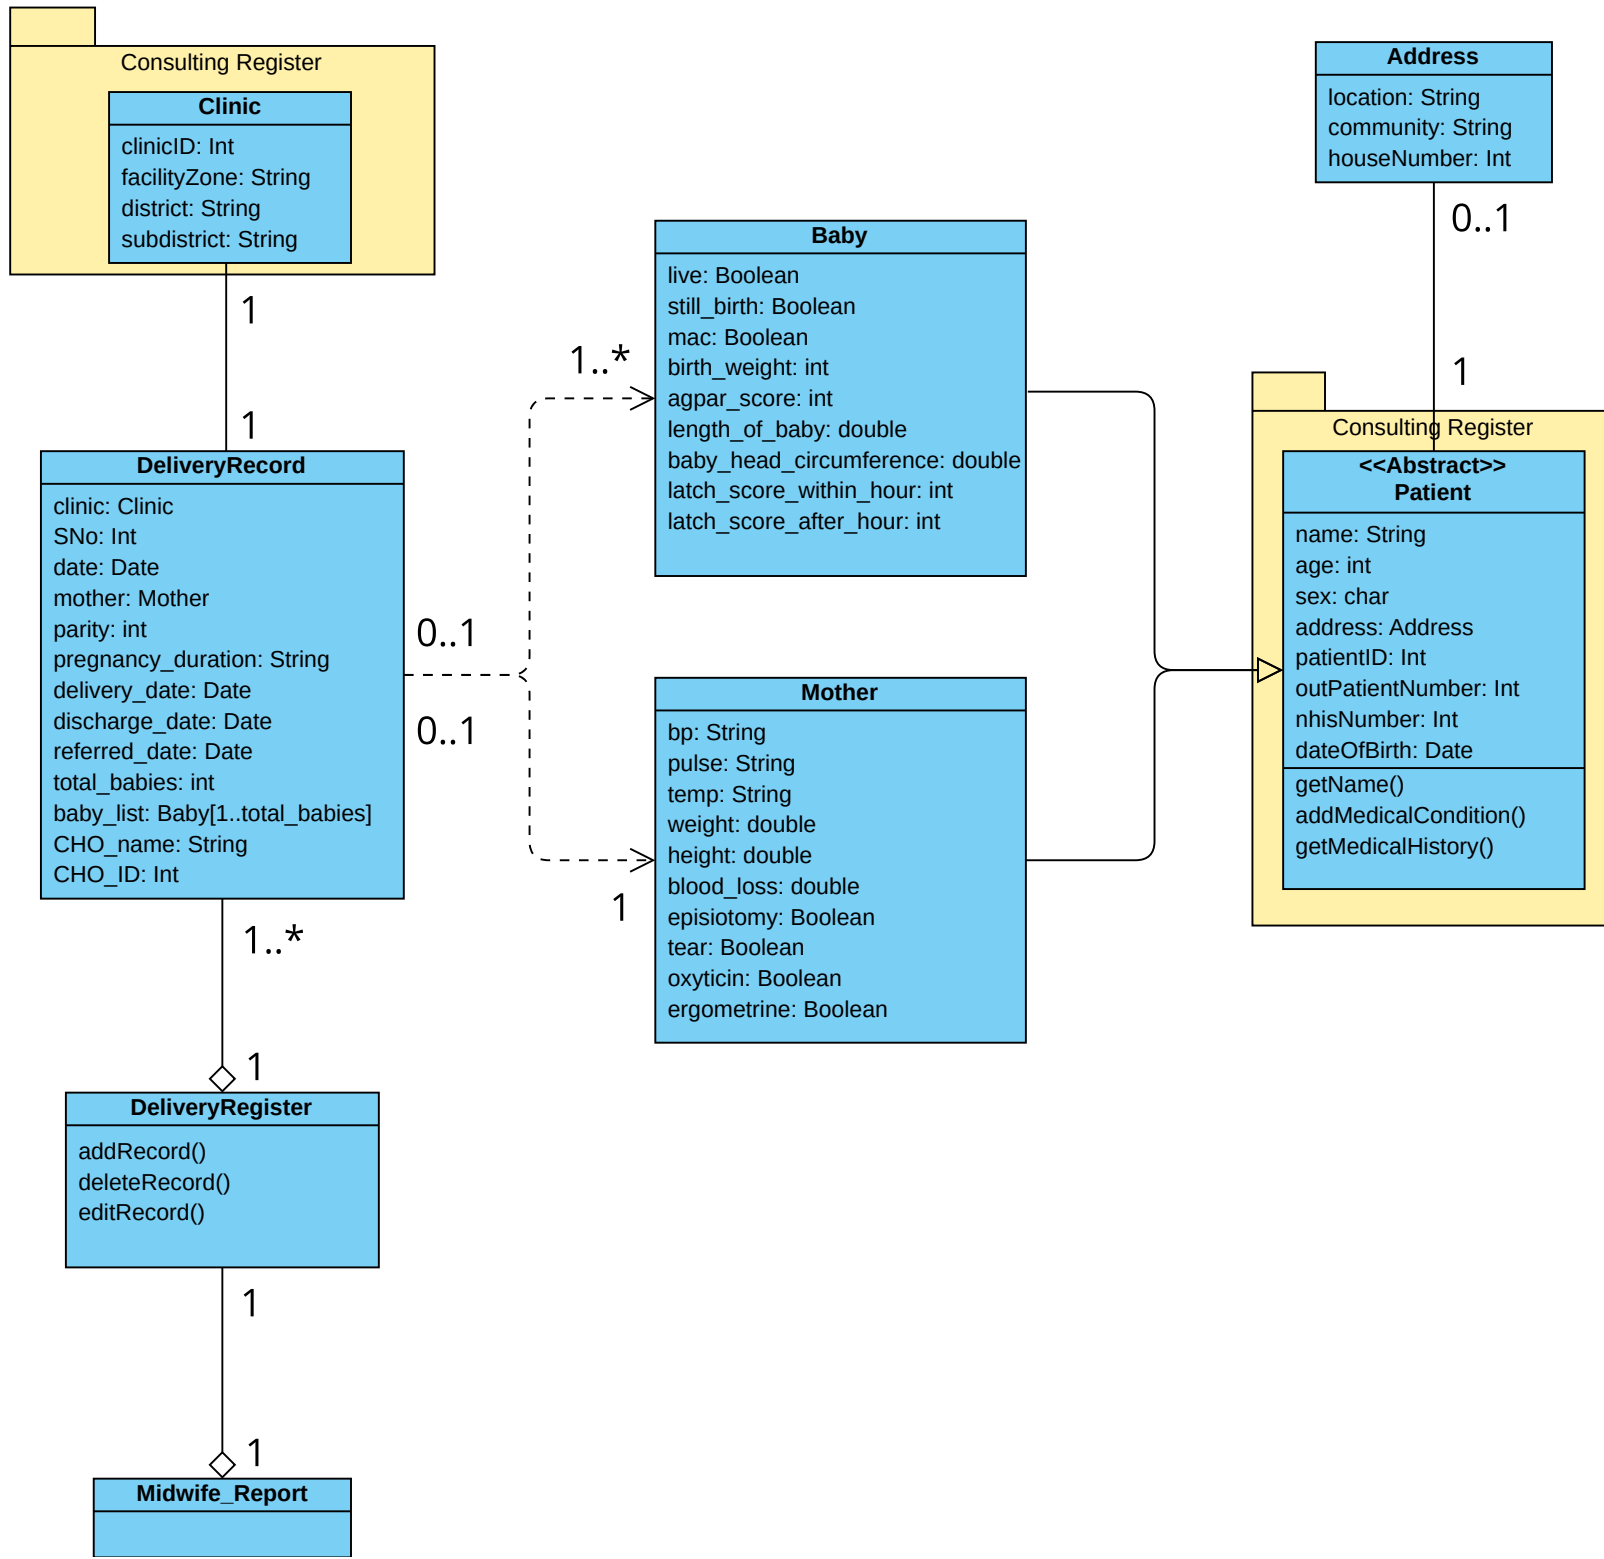 Consulting Register
Clinic
clinicID: Int
facilityZone: String
district: String
subdistrict: String
1
1
DeliveryRecord
clinic: Clinic
SNo: Int
date: Date
mother: Mother
parity: int
pregnancy_duration: String
delivery_date: Date
discharge_date: Date
referred_date: Date
total_babies: int
baby_list: Baby[1..total_babies]
CHO_name: String
CHO_ID: Int
0..1
0..1
1..*
1
DeliveryRegister
addRecord()
deleteRecord()
editRecord()
1
1
Midwife_Report
1..*
Baby
live: Boolean
still_birth: Boolean
mac: Boolean
birth_weight: int
agpar_score: int
length_of_baby: double
baby_head_circumference: double
latch_score_within_hour: int
latch_score_after_hour: int
1
Mother
bp: String
pulse: String
temp: String
weight: double
height: double
blood_loss: double
episiotomy: Boolean
tear: Boolean
oxyticin: Boolean
ergometrine: Boolean
Address
location: String
community: String
houseNumber: Int
0..1
1
Consulting Register
<<Abstract>>
Patient
name: String
age: int
sex: char
address: Address
patientID: Int
outPatientNumber: Int
nhisNumber: Int
dateOfBirth: Date
getName()
addMedicalCondition()
getMedicalHistory()